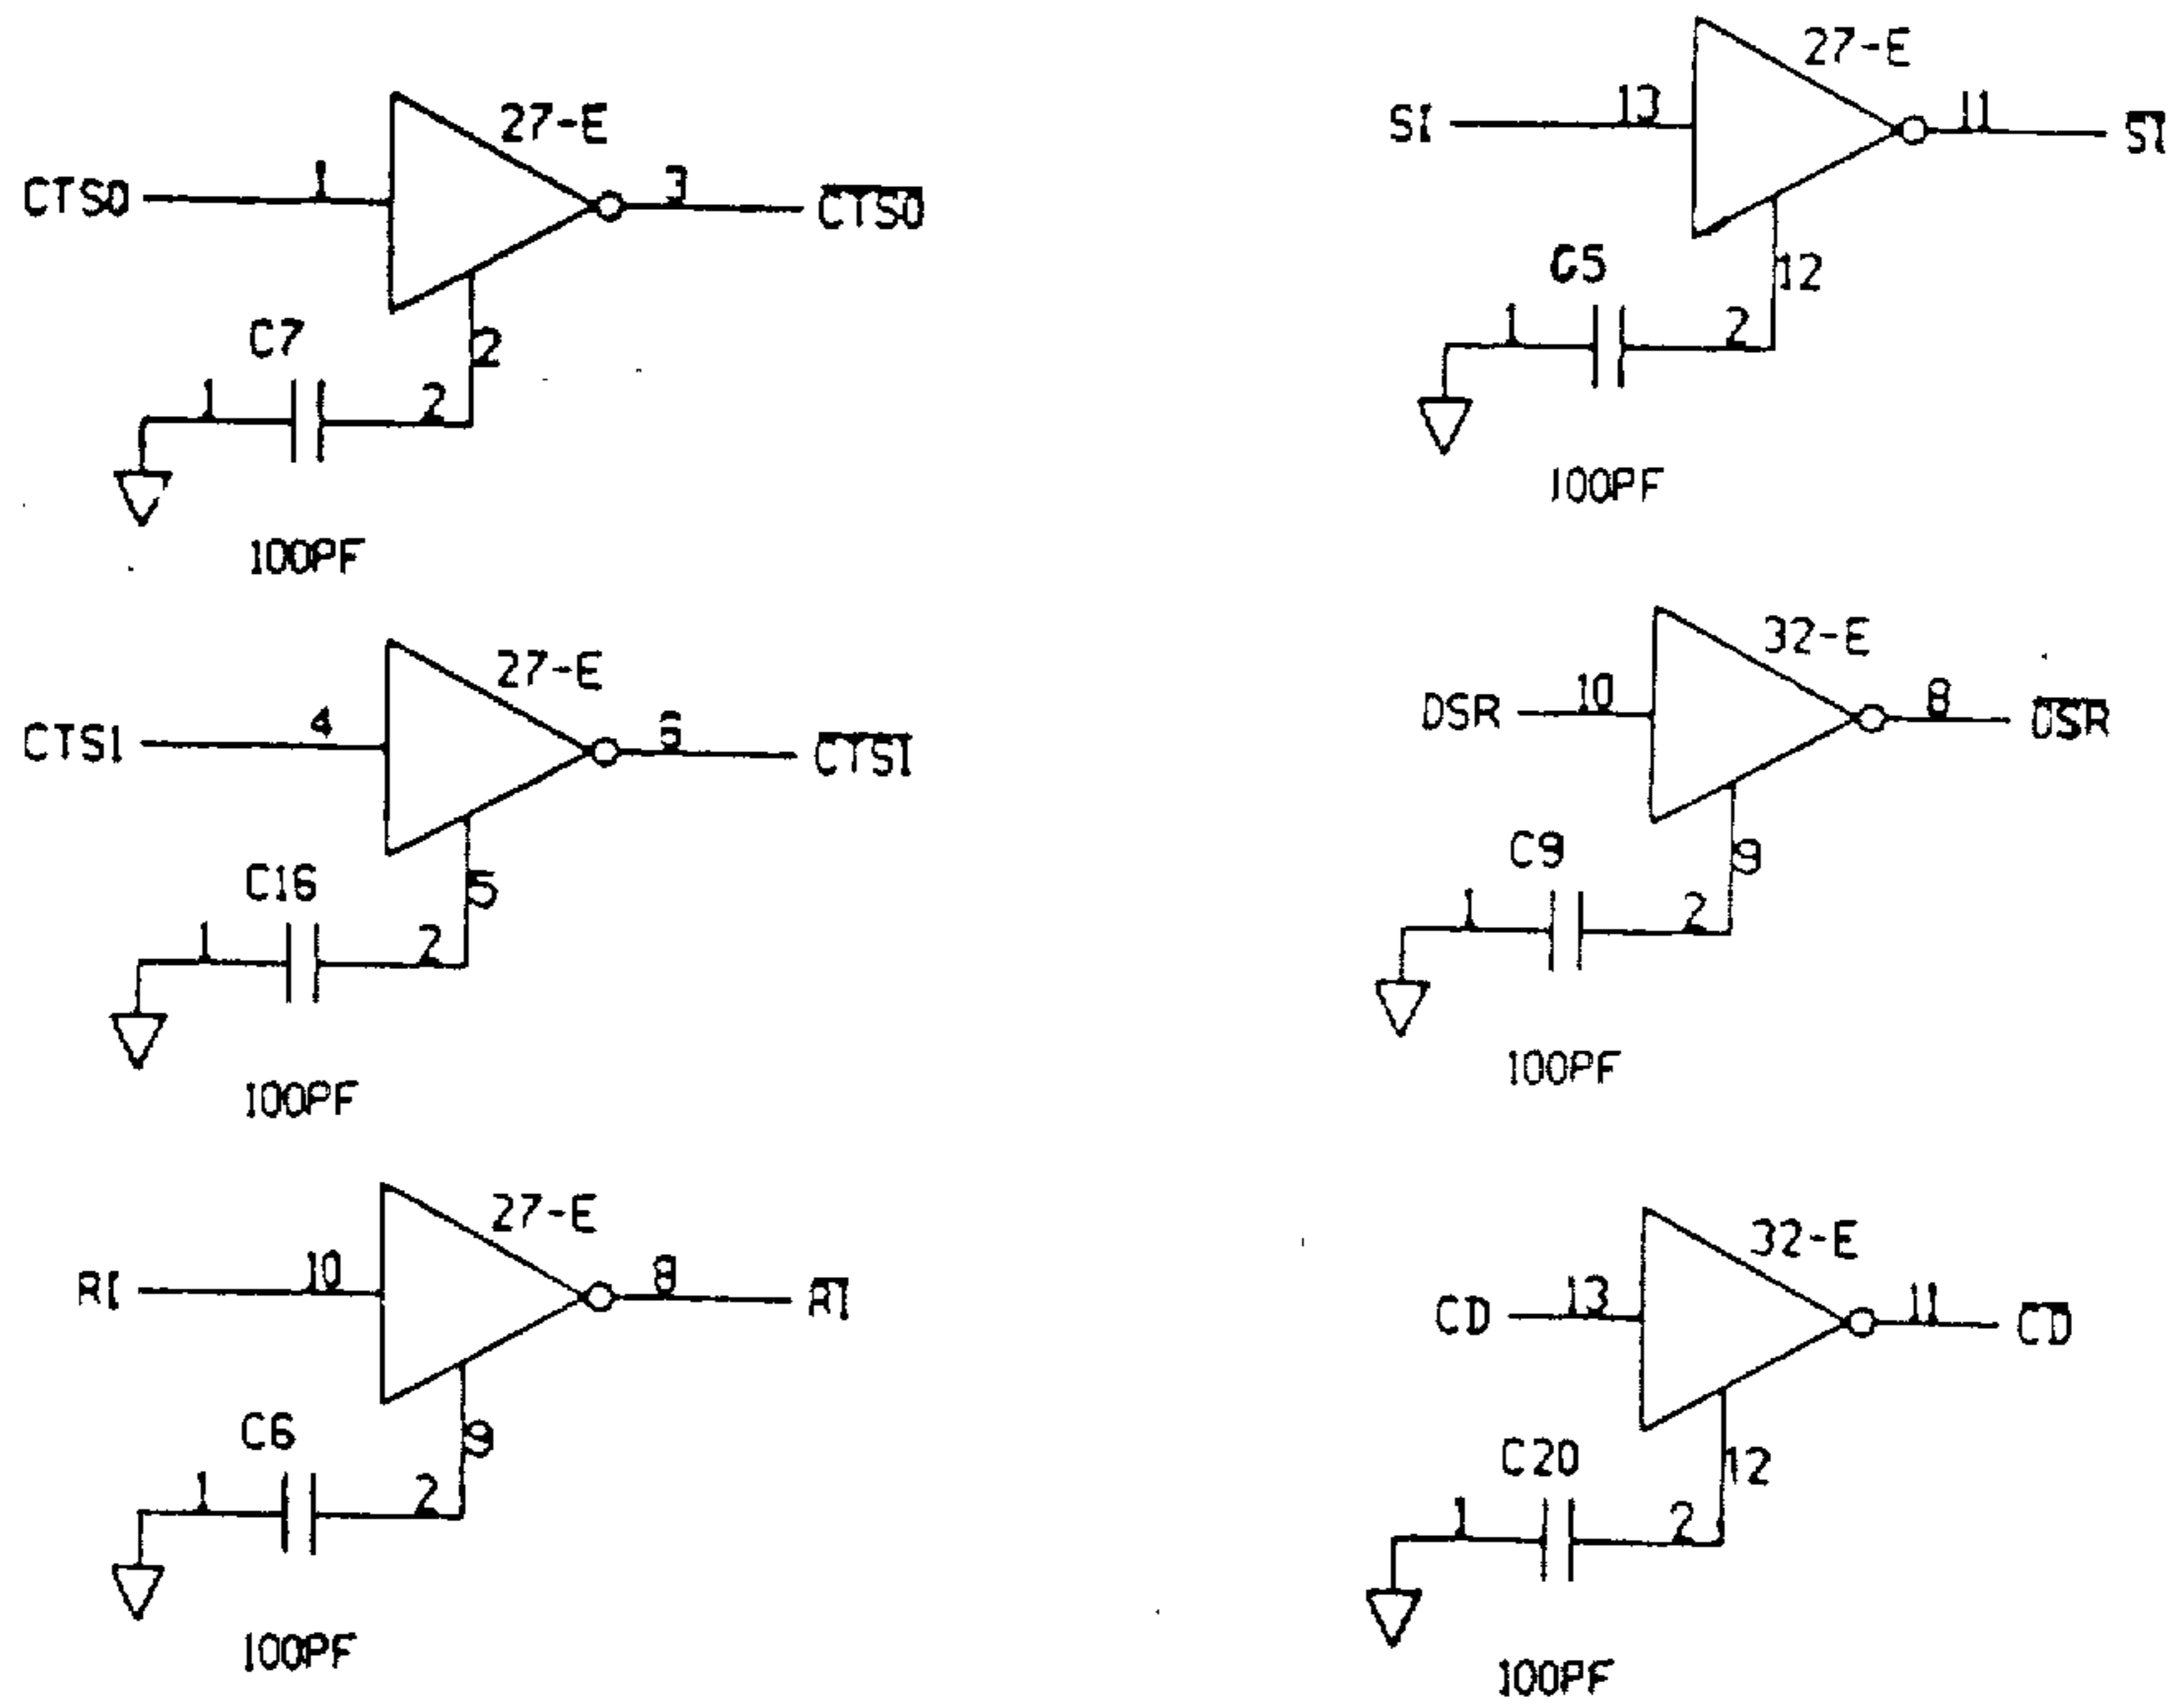 27-E
CTS0 1 3 CTS0
C7
2
1 2
100PF
27-E
CTS1 4 6 CTS1
C16
5
1 2
100PF
27-E
RI 10 8 RI
C6
9
1 2
100PF
27-E
SI 13 11 SI
C5
12
1 2
100PF
32-E
DSR 10 8 DSR
C9
9
1 2
100PF
32-E
CD 13 11 CD
C20
12
1 2
100PF